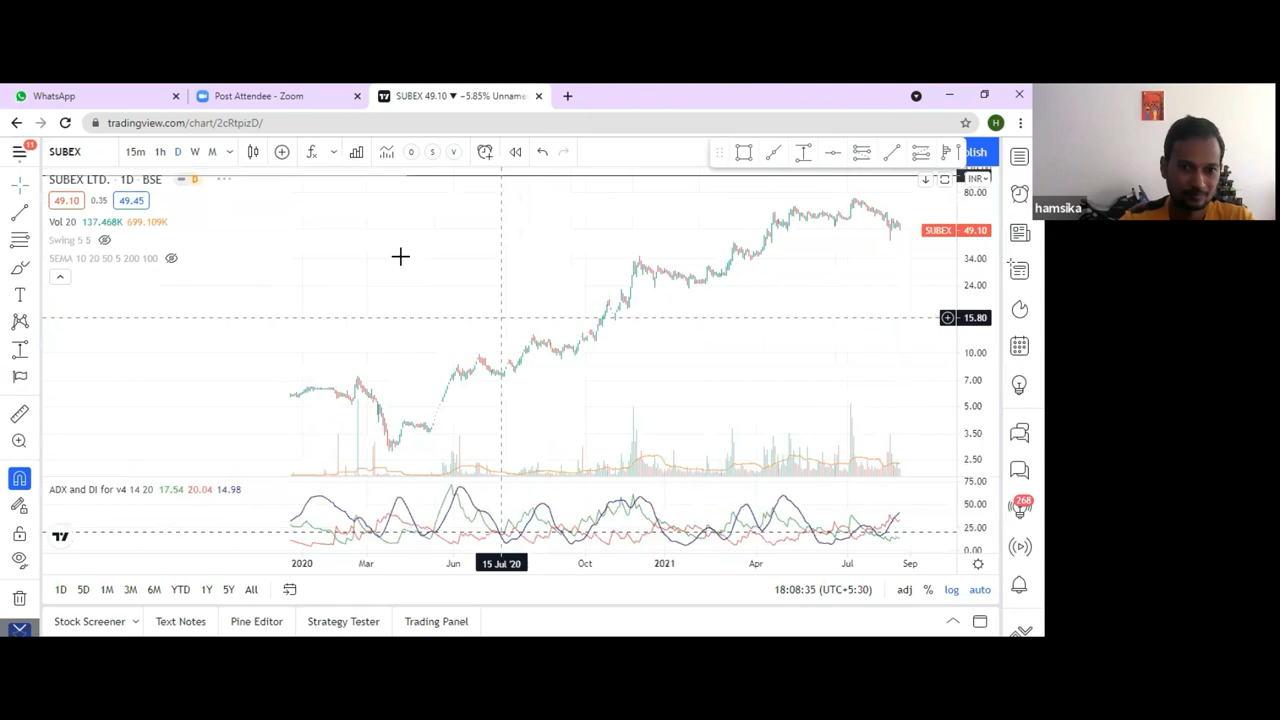 WhatsApp
Post Attendee - Zoom
SUBEX 49.10 ▼ −5.85% Unname
tradingview.com/chart/2cRtpizD/
H
11
SUBEX
15m 1h D W M
O S V
lish
SUBEX LTD. · 1D · BSE
D
INR
49.10 0.35 49.45
Vol 20 137.468K 699.109K
Swing 5 5
SEMA 10 20 50 5 200 100
80.00
SUBEX 49.10
34.00
24.00
15.80
10.00
7.00
5.00
3.50
2.50
ADX and DI for v4 14 20 17.54 20.04 14.98
75.00
50.00
25.00
0.00
2020 Mar Jun 15 Jul '20 Oct 2021 Apr Jul Sep
1D 5D 1M 3M 6M YTD 1Y 5Y All
18:08:35 (UTC+5:30) adj % log auto
Stock Screener Text Notes Pine Editor Strategy Tester Trading Panel
268
hamsika